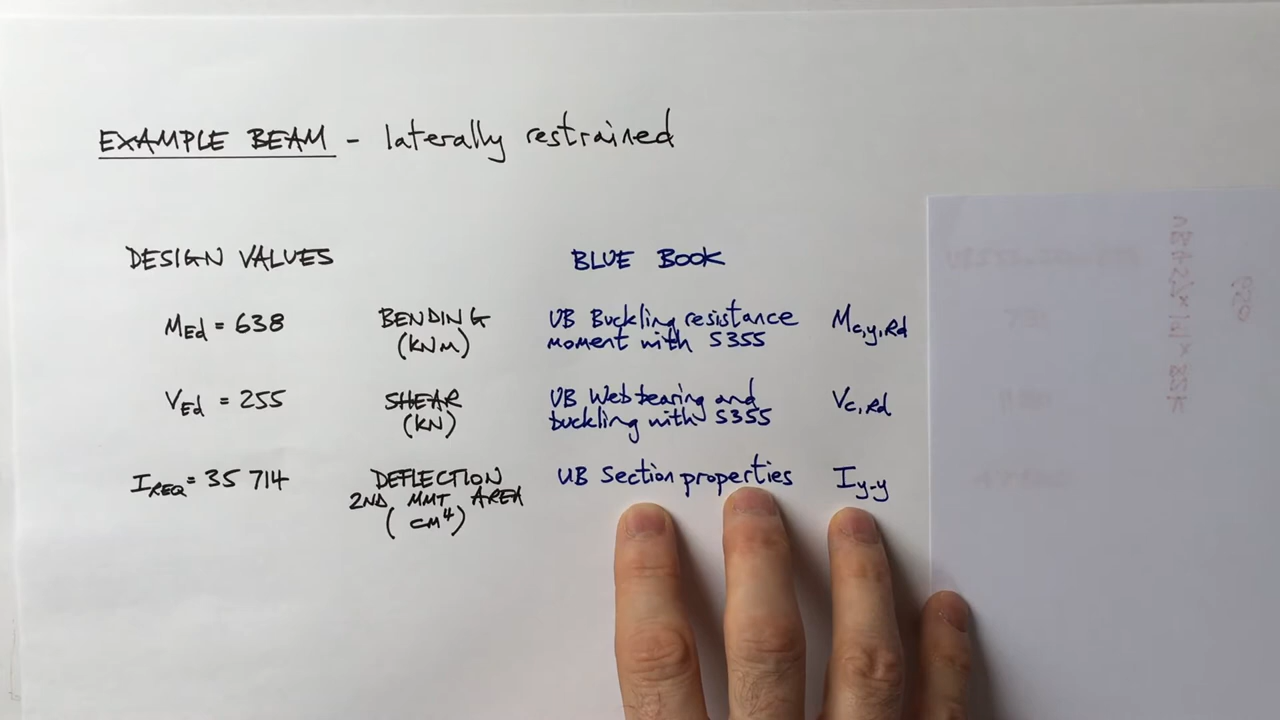 EXAMPLE BEAM - laterally restrained
DESIGN VALUES
BLUE BOOK
MEd = 638
BENDING
(KNM)
UB Buckling resistance
moment with S355
Mc,y,Rd
VEd = 255
SHEAR
(KN)
UB Web bearing and
buckling with S355
Vc,Rd
IREQ = 35 714
DEFLECTION
2ND MMT AREA
(CM⁴)
UB Section properties
Iy-y